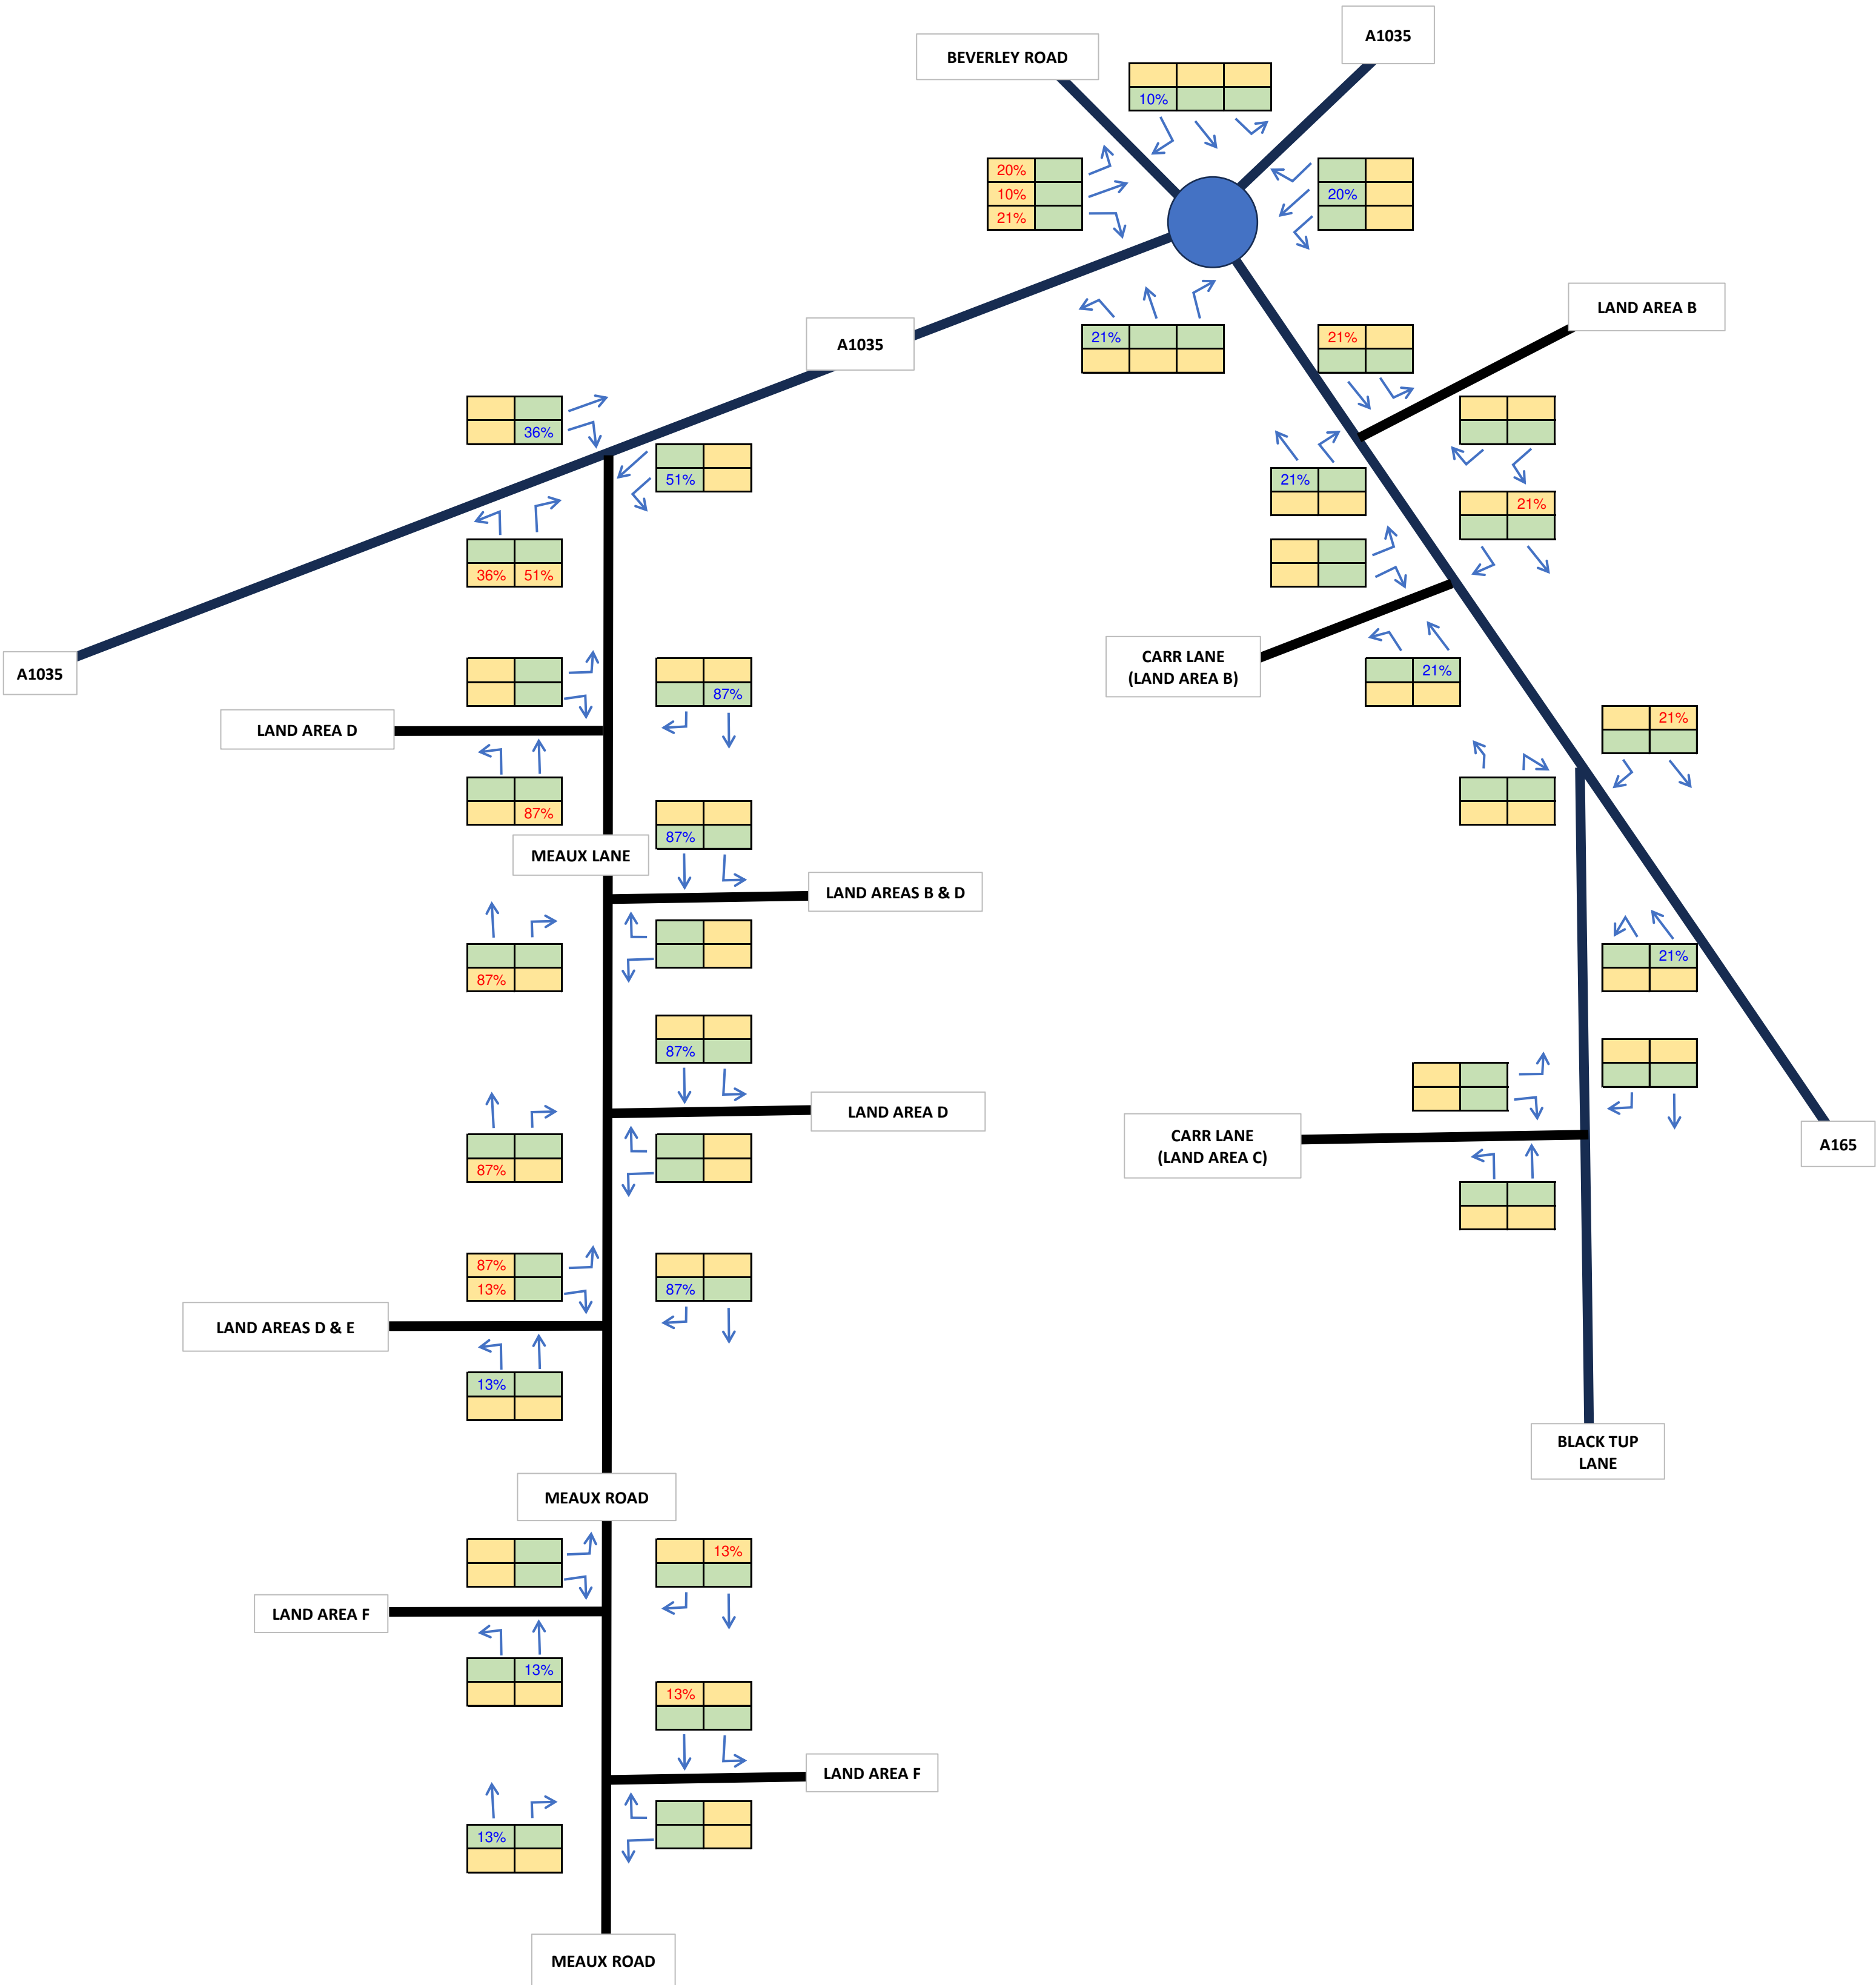 A1035
BEVERLEY ROAD
10%
20%
10%
21%
20%
LAND AREA B
A1035
21%
21%
36%
51%
21%
21%
36% 51%
CARR LANE
(LAND AREA B)
21%
A1035
LAND AREA D
87%
21%
87%
87%
MEAUX LANE
LAND AREAS B & D
87%
21%
87%
LAND AREA D
87%
CARR LANE
(LAND AREA C)
A165
87%
13%
87%
LAND AREAS D & E
13%
BLACK TUP
LANE
MEAUX ROAD
13%
LAND AREA F
13%
13%
LAND AREA F
13%
MEAUX ROAD